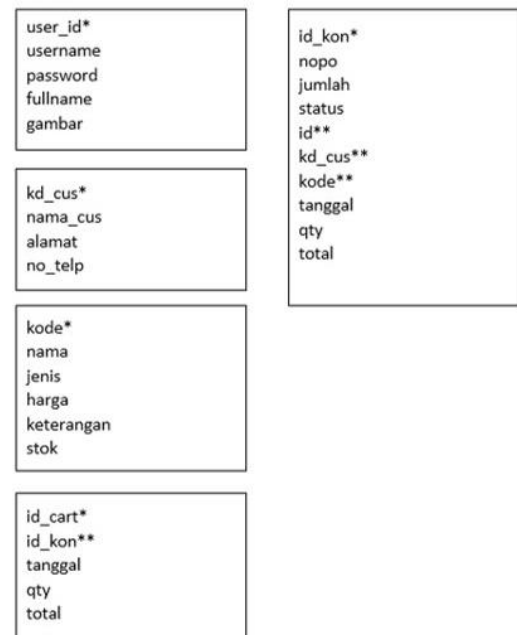 user_id*
username
password
fullname
gambar
kd_cus*
nama_cus
alamat
no_telp
kode*
nama
jenis
harga
keterangan
stok
id_cart*
id_kon**
tanggal
qty
total
id_kon*
nopo
jumlah
status
id**
kd_cus**
kode**
tanggal
qty
total